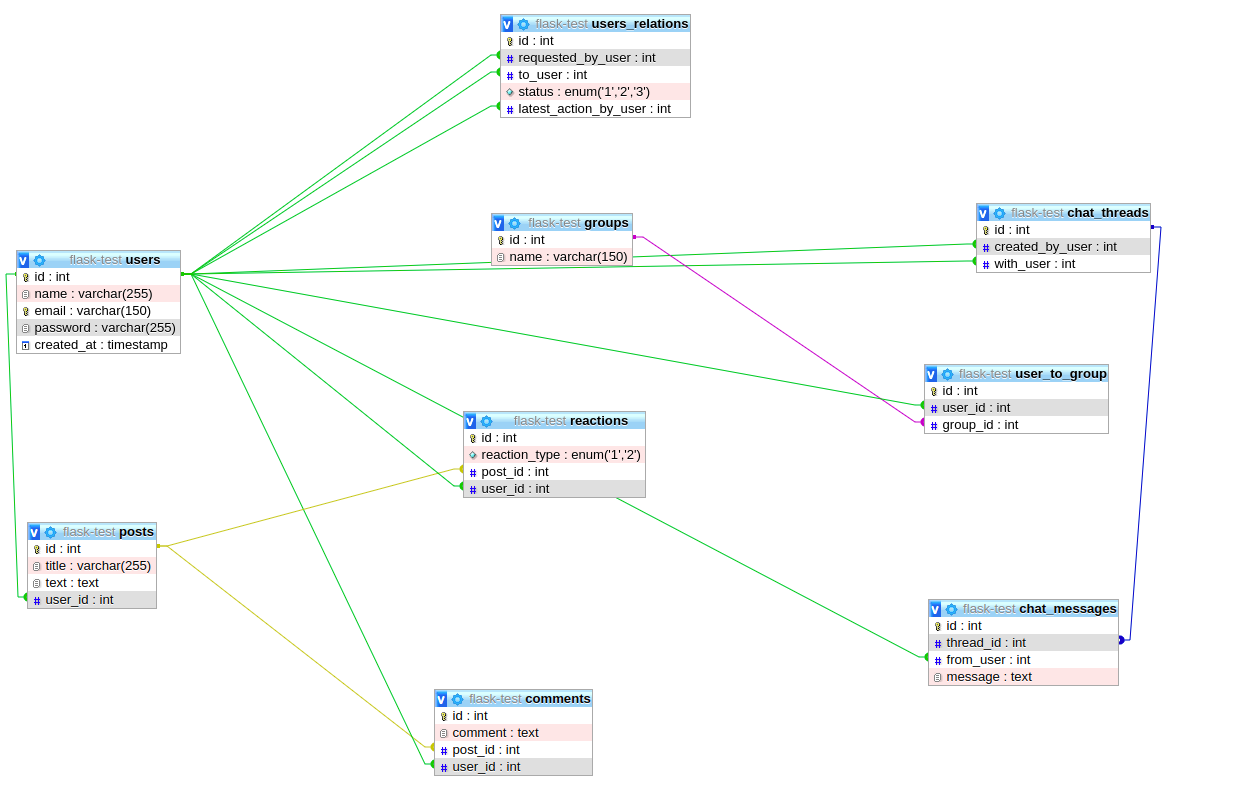 flask-test users_relations
id : int
requested_by_user : int
to_user : int
status : enum('1','2','3')
latest_action_by_user : int
flask-test groups
id : int
name : varchar(150)
flask-test chat_threads
id : int
created_by_user : int
with_user : int
flask-test users
id : int
name : varchar(255)
email : varchar(150)
password : varchar(255)
created_at : timestamp
flask-test user_to_group
id : int
user_id : int
group_id : int
flask-test reactions
id : int
reaction_type : enum('1','2')
post_id : int
user_id : int
flask-test posts
id : int
title : varchar(255)
text : text
user_id : int
flask-test chat_messages
id : int
thread_id : int
from_user : int
message : text
flask-test comments
id : int
comment : text
post_id : int
user_id : int